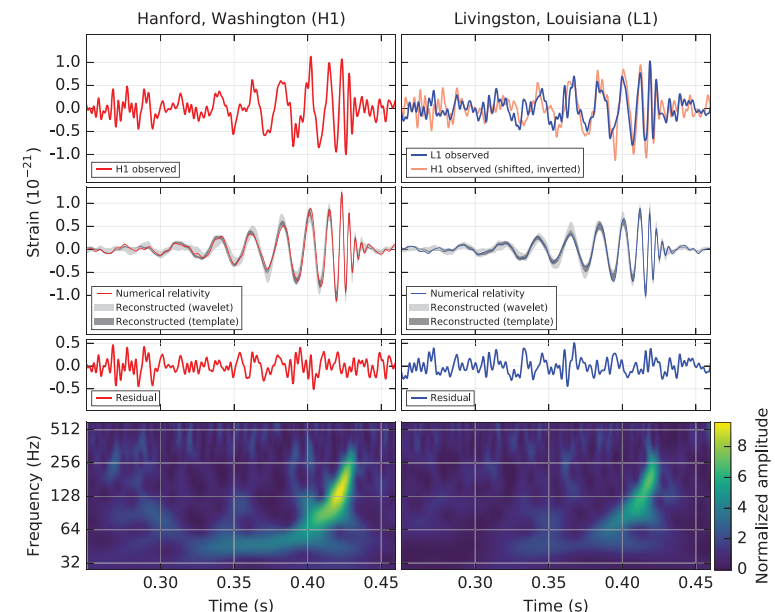 Hanford, Washington (H1)
Livingston, Louisiana (L1)
1.0
0.5
0.0
-0.5
-1.0
H1 observed
L1 observed
H1 observed (shifted, inverted)
Strain (10⁻²¹)
1.0
0.5
0.0
-0.5
-1.0
Numerical relativity
Reconstructed (wavelet)
Reconstructed (template)
Numerical relativity
Reconstructed (wavelet)
Reconstructed (template)
0.5
0.0
-0.5
Residual
Residual
Frequency (Hz)
512
256
128
64
32
8
6
4
2
0
Normalized amplitude
0.30
0.35
0.40
0.45
0.30
0.35
0.40
0.45
Time (s)
Time (s)